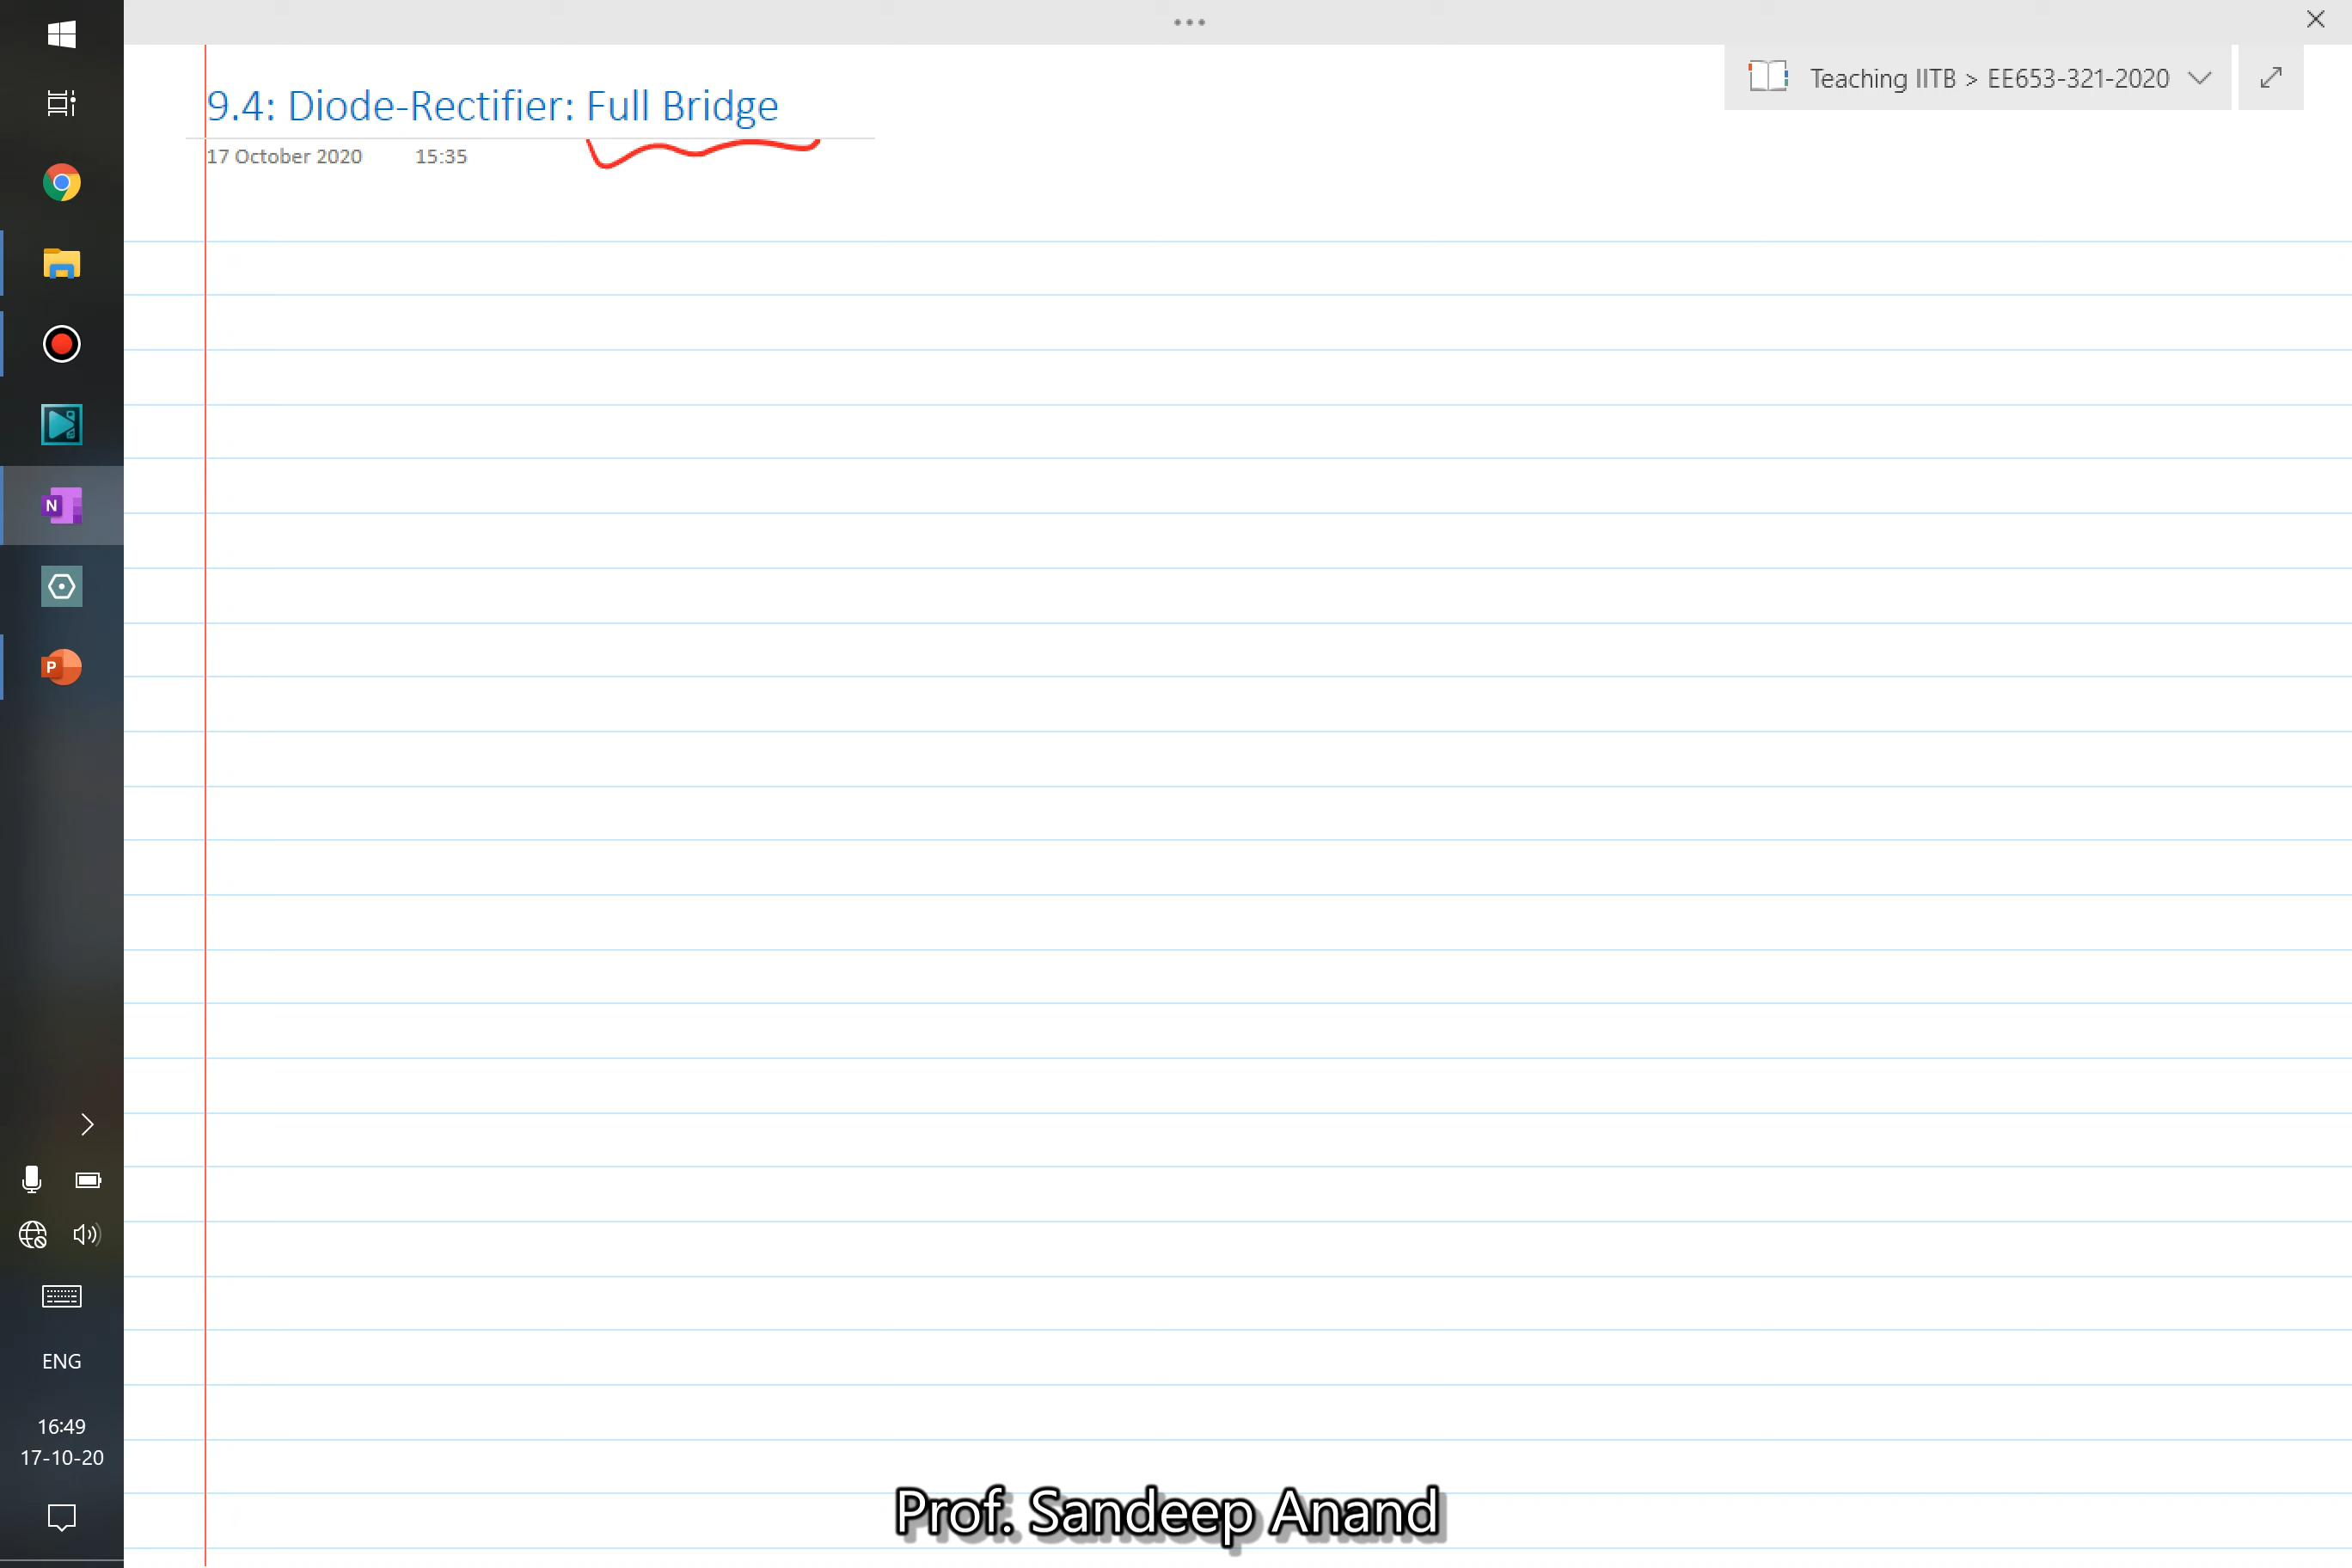 Teaching IITB > EE653-321-2020
9.4: Diode-Rectifier: Full Bridge
17 October 2020 15:35
N
P
ENG
16:49
17-10-20
Prof. Sandeep Anand